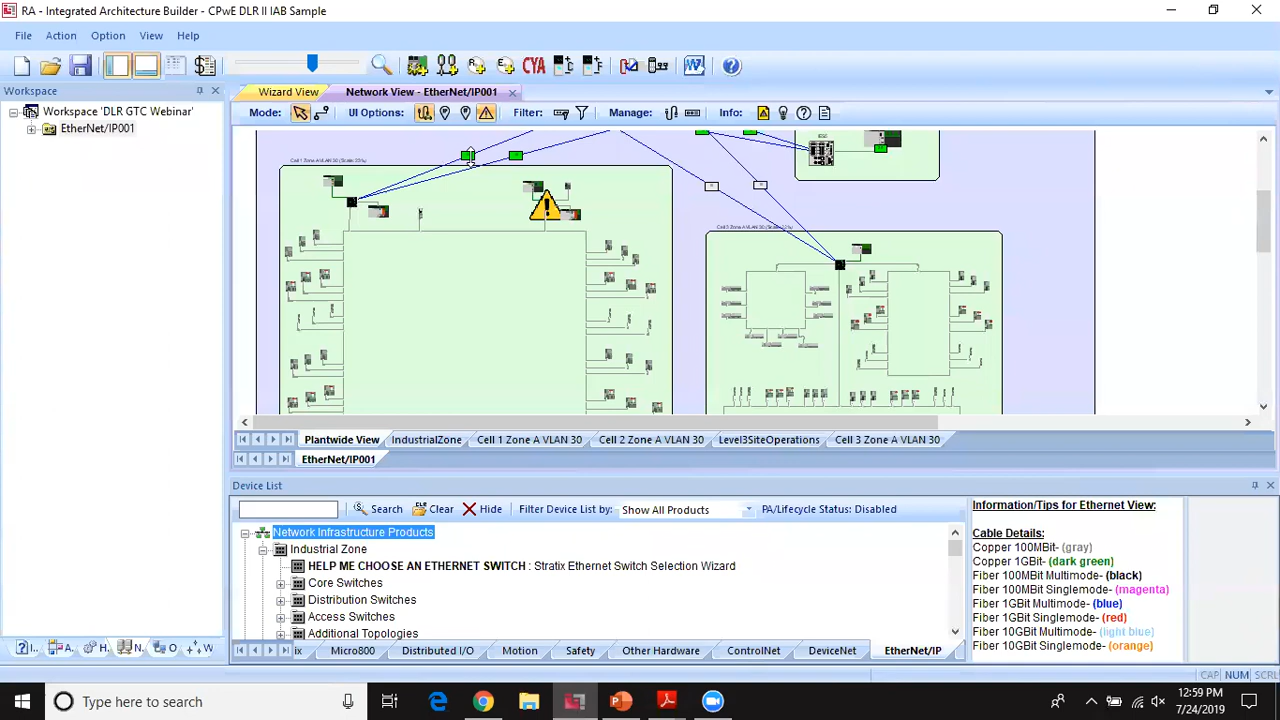 RA - Integrated Architecture Builder - CPwE DLR II IAB Sample
File Action Option View Help
CYA
Workspace
Wizard View
Network View - EtherNet/IP001
Workspace 'DLR GTC Webinar'
EtherNet/IP001
Mode: UI Options: Filter: Manage: Info:
Plantwide View IndustrialZone Cell 1 Zone A VLAN 30 Cell 2 Zone A VLAN 30 Level3SiteOperations Cell 3 Zone A VLAN 30
EtherNet/IP001
Device List
Search Clear Hide Filter Device List by: Show All Products PA/Lifecycle Status: Disabled
Network Infrastructure Products
Industrial Zone
HELP ME CHOOSE AN ETHERNET SWITCH : Stratix Ethernet Switch Selection Wizard
Core Switches
Distribution Switches
Access Switches
Additional Topologies
ix Micro800 Distributed I/O Motion Safety Other Hardware ControlNet DeviceNet EtherNet/IP
Information/Tips for Ethernet View:
Cable Details:
Copper 100MBit- (gray)
Copper 1GBit- (dark green)
Fiber 100MBit Multimode- (black)
Fiber 100MBit Singlemode- (magenta)
Fiber 1GBit Multimode- (blue)
Fiber 1GBit Singlemode- (red)
Fiber 10GBit Multimode- (light blue)
Fiber 10GBit Singlemode- (orange)
CAP NUM SCRL
Type here to search
12:59 PM
7/24/2019